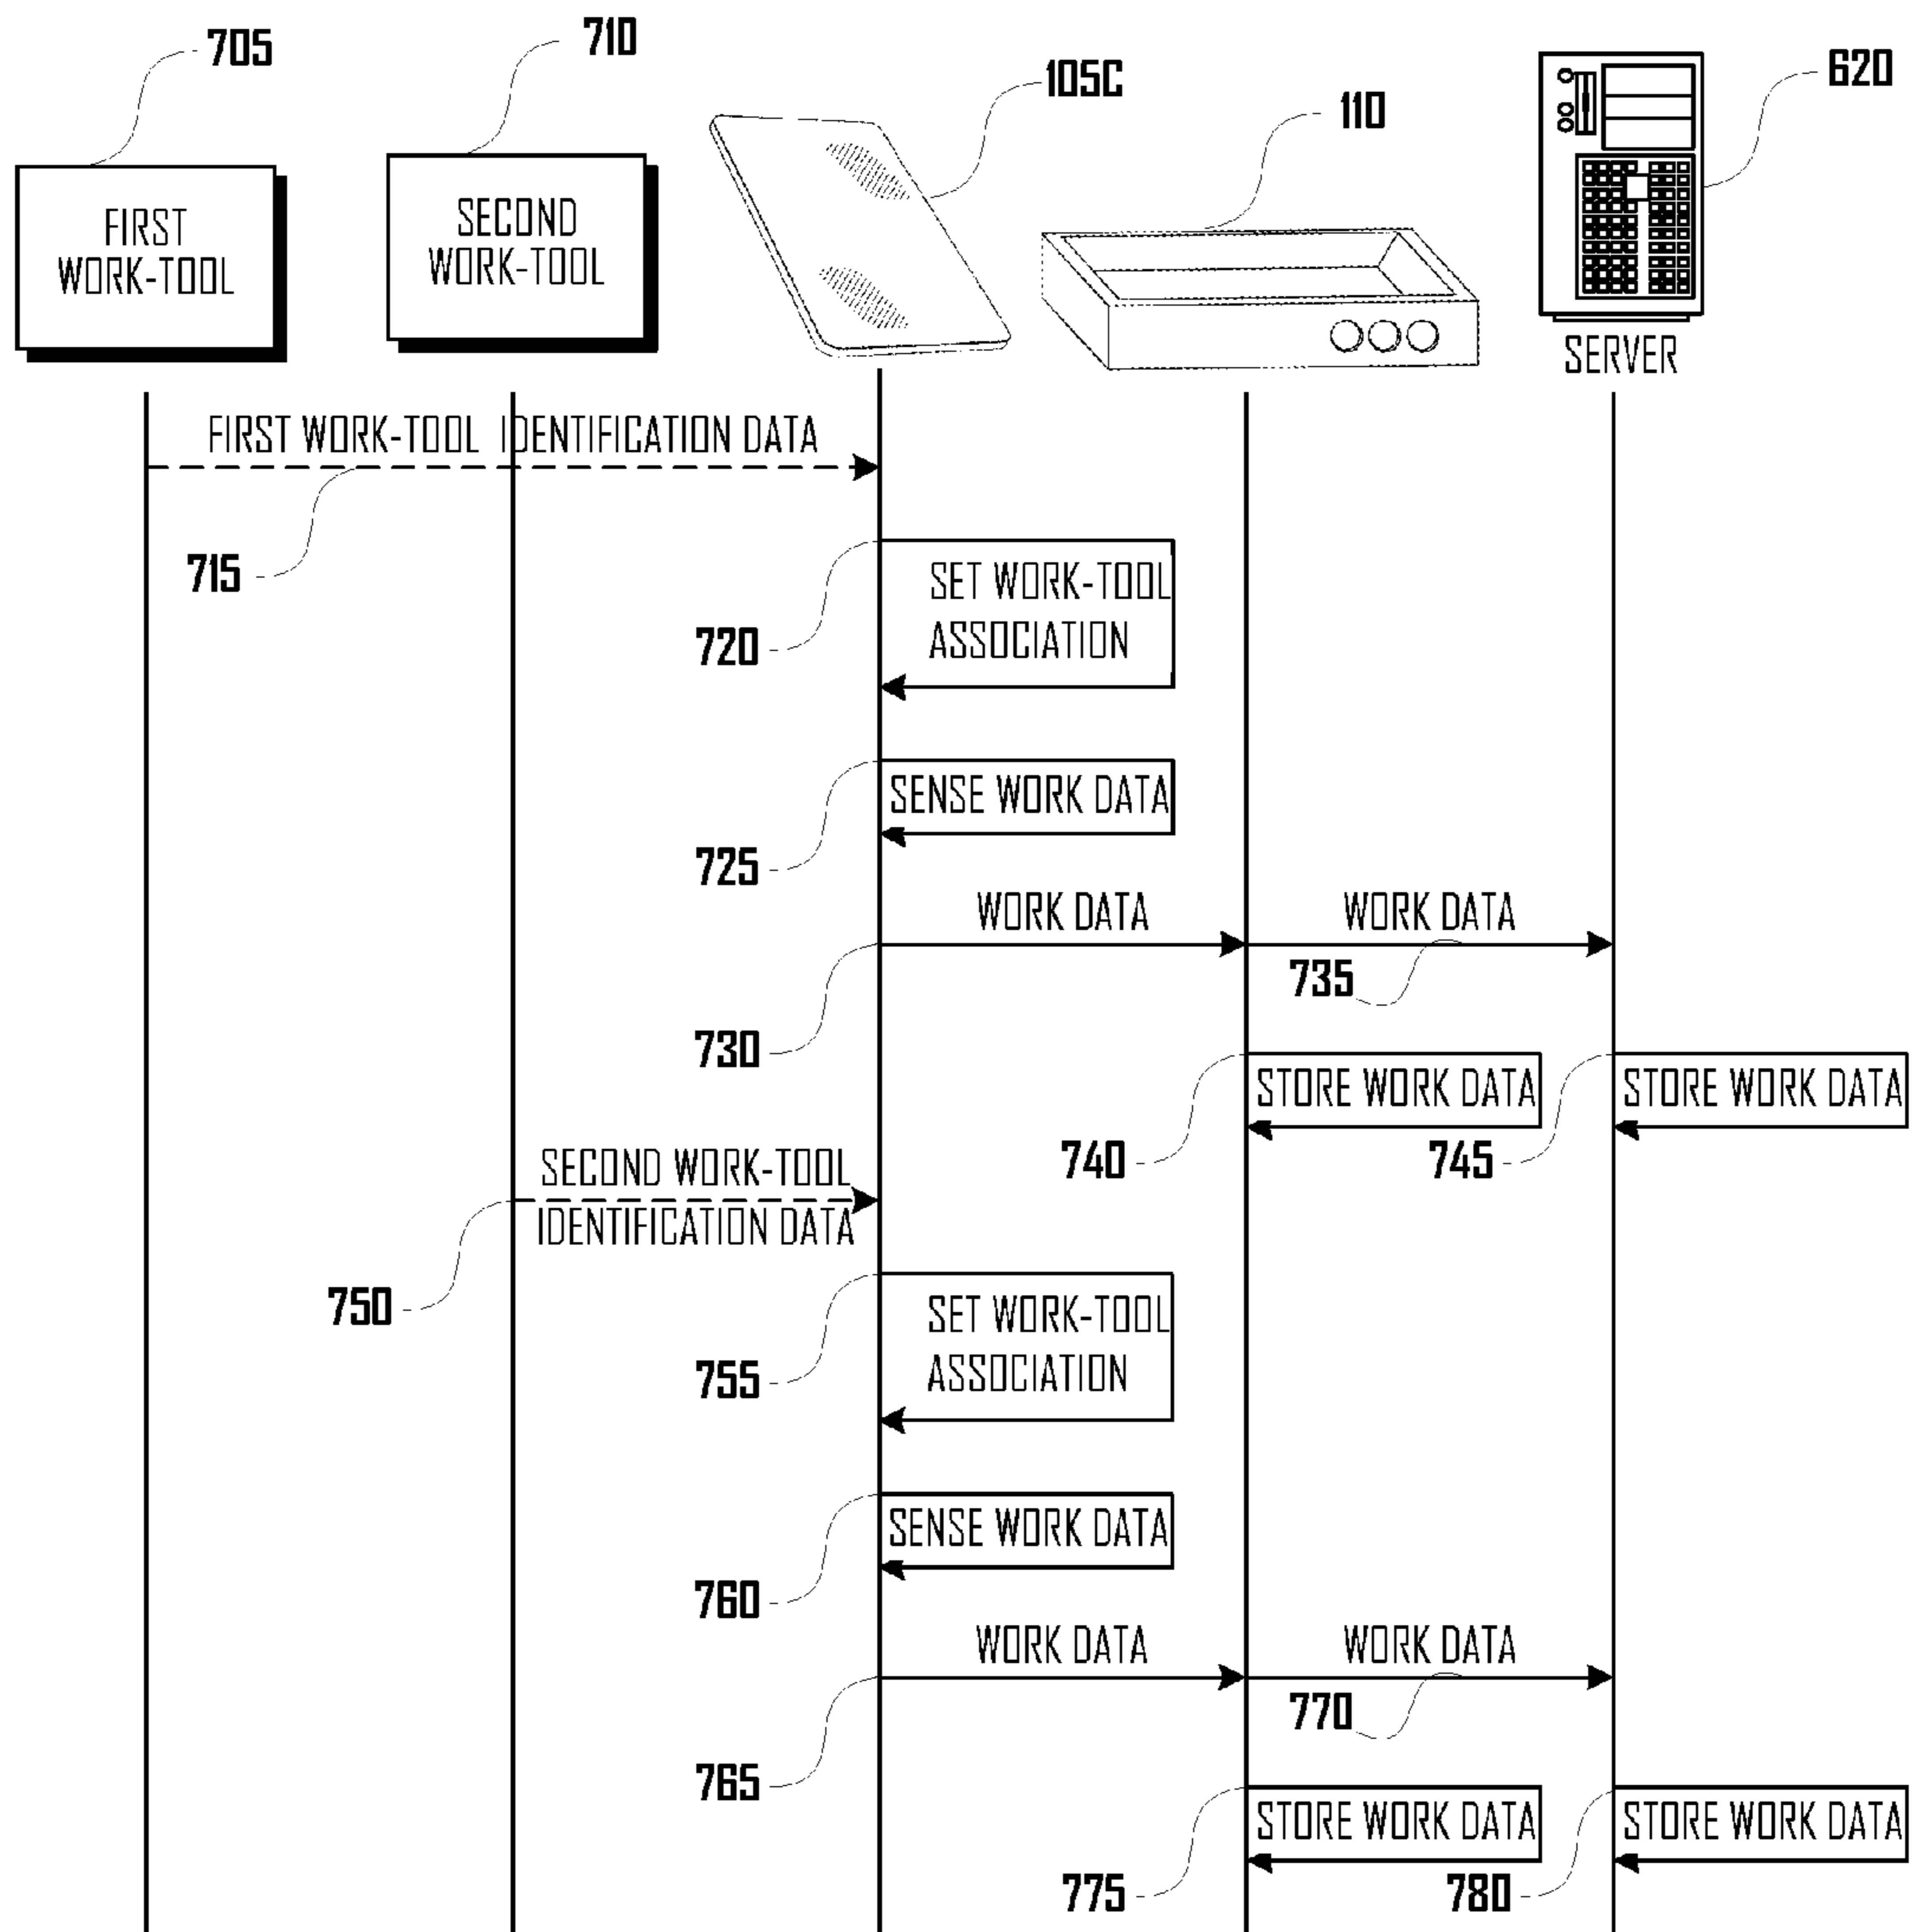 705
710
105C
110
620
FIRST
WORK-TOOL
SECOND
WORK-TOOL
SERVER
FIRST WORK-TOOL IDENTIFICATION DATA
715
SET WORK-TOOL
ASSOCIATION
720
SENSE WORK DATA
725
WORK DATA
WORK DATA
735
730
STORE WORK DATA
STORE WORK DATA
740
745
SECOND WORK-TOOL
IDENTIFICATION DATA
750
SET WORK-TOOL
ASSOCIATION
755
SENSE WORK DATA
760
WORK DATA
WORK DATA
770
765
STORE WORK DATA
STORE WORK DATA
775
780